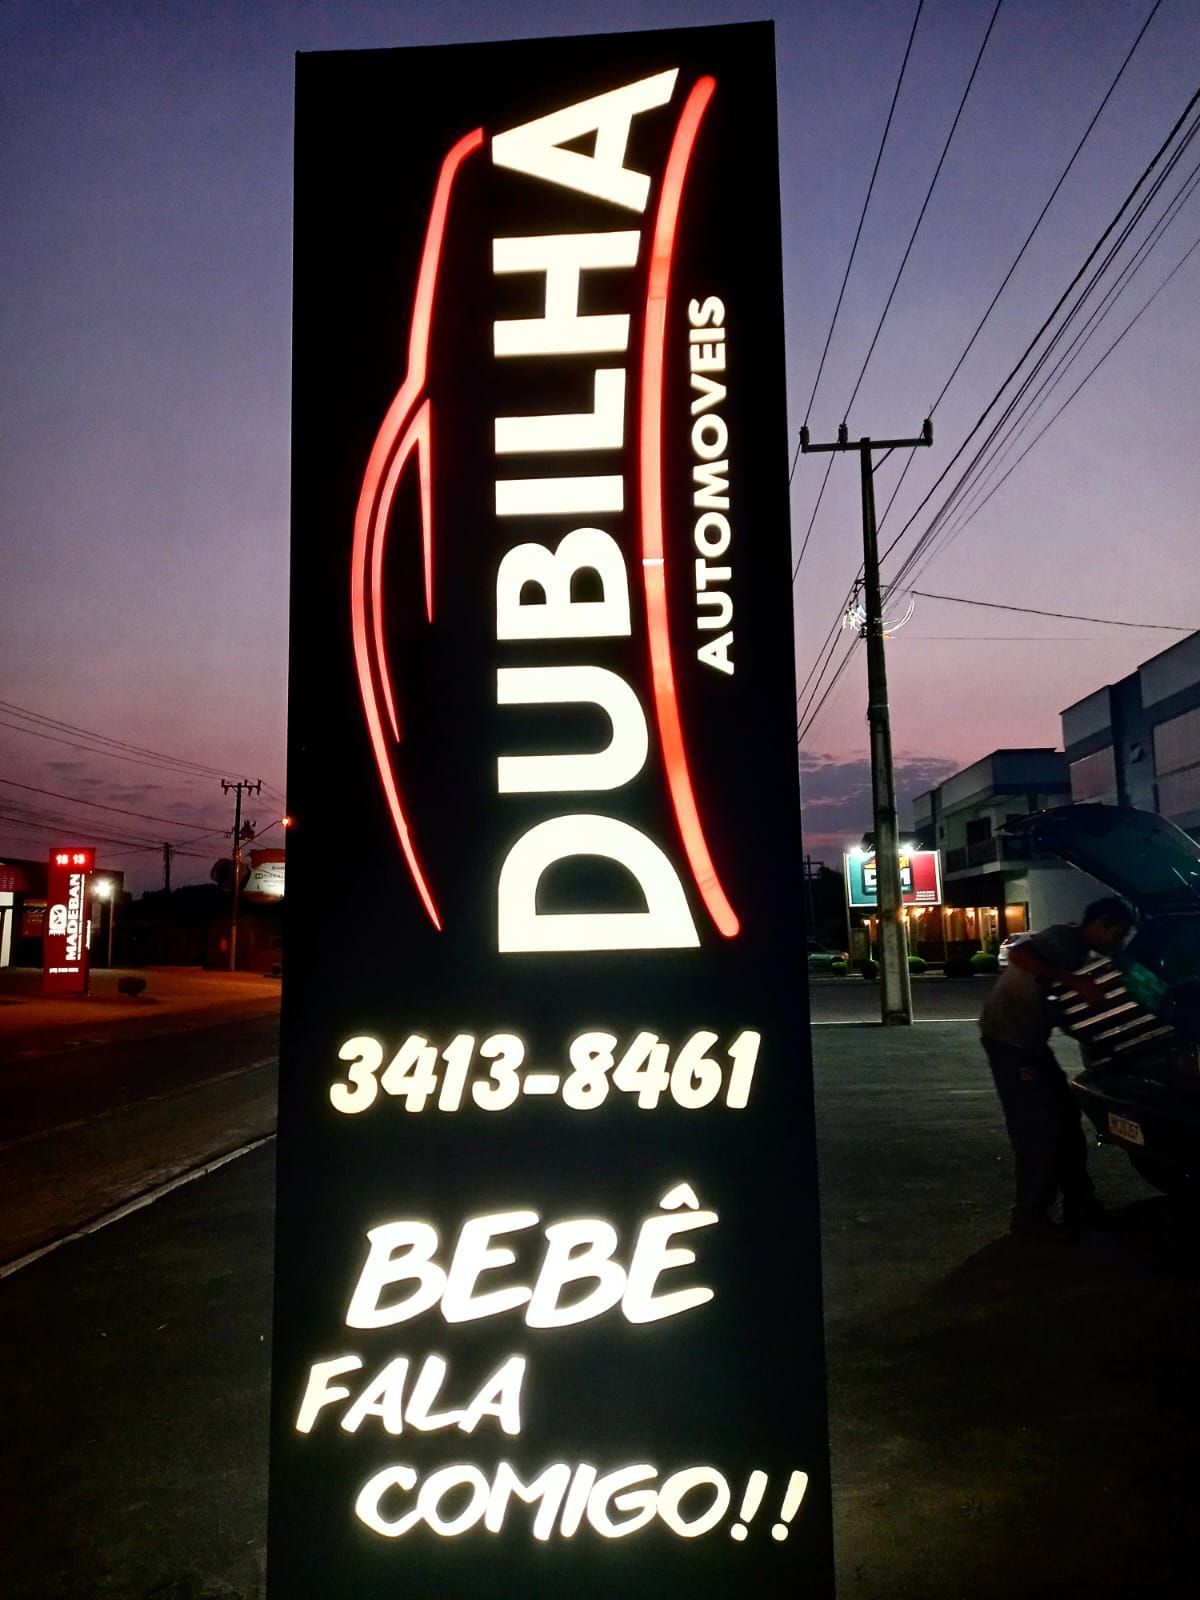 DUBILHA
AUTOMOVEIS
3413-8461
BEBÊ
FALA
COMIGO!!
MADEBAN